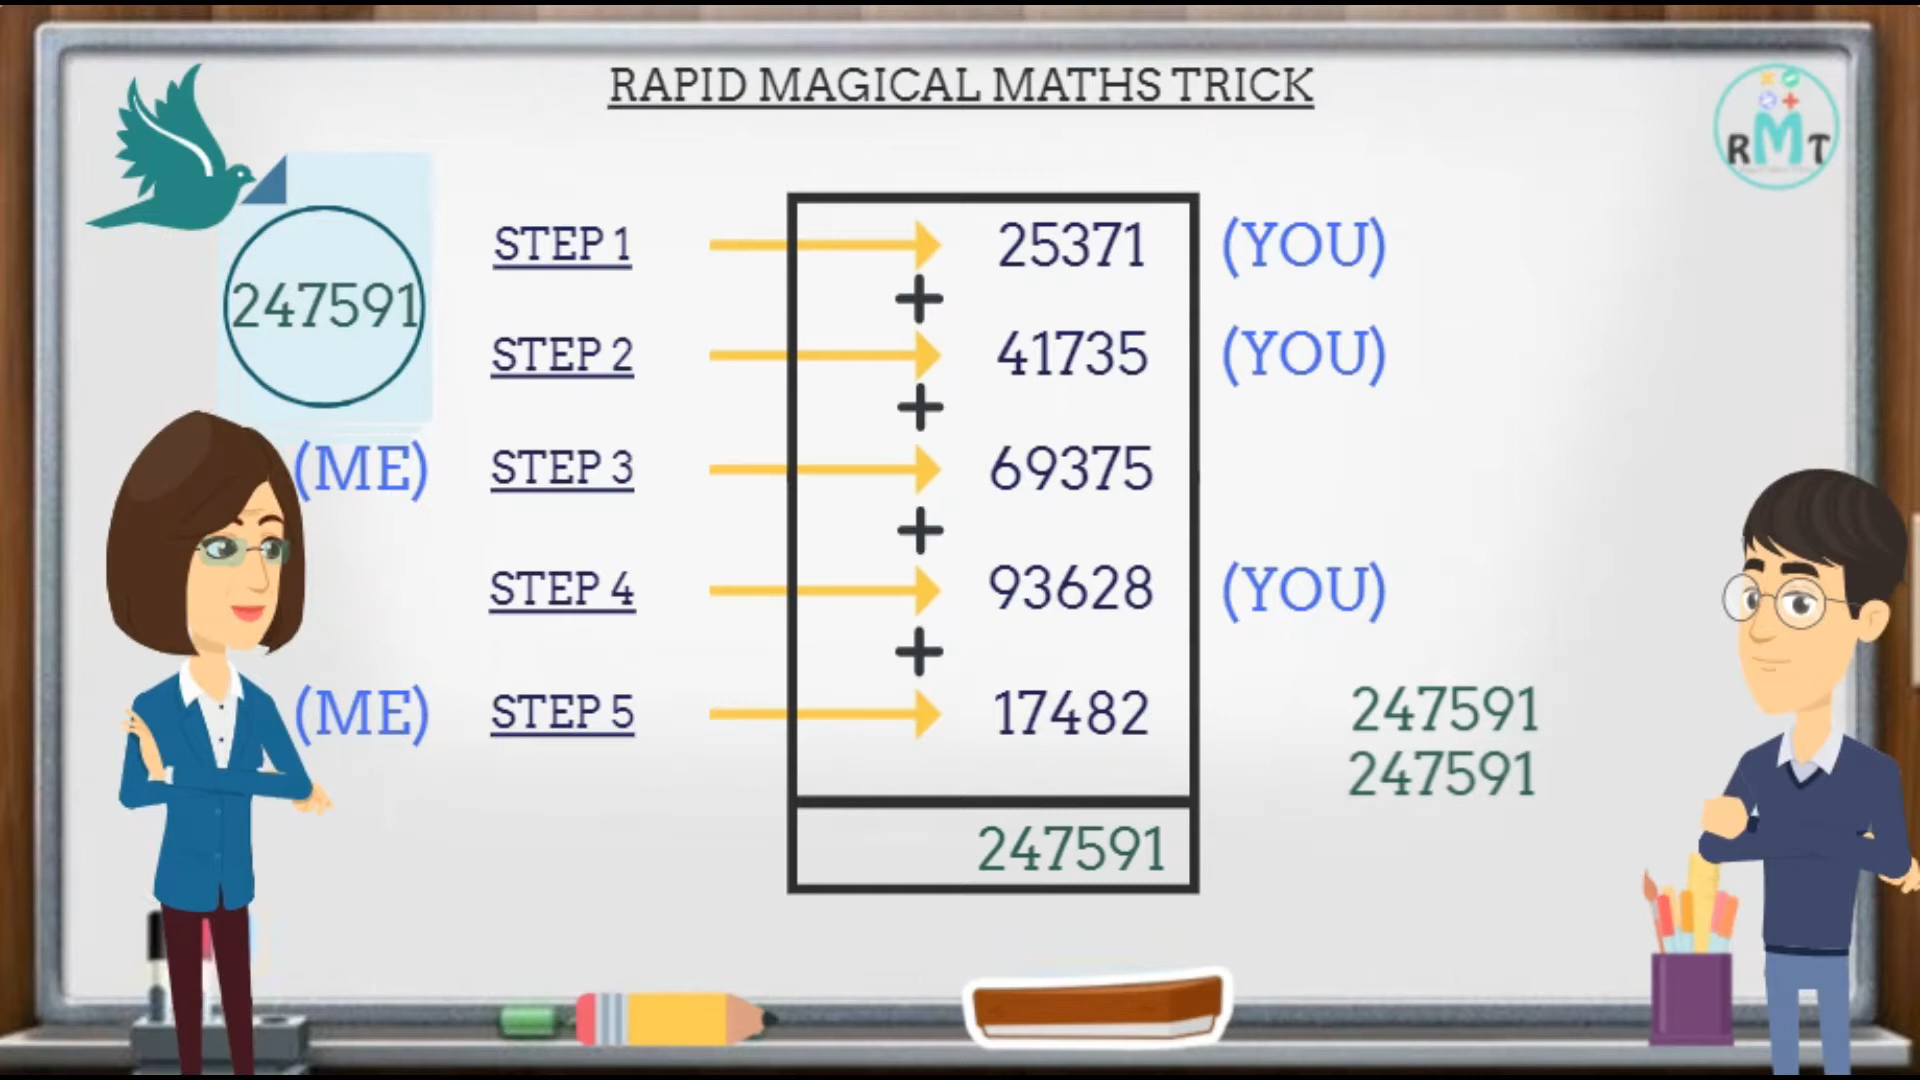 RAPID MAGICAL MATHS TRICK
RMT
247591
STEP 1 25371 (YOU)
+
STEP 2 41735 (YOU)
+
(ME) STEP 3 69375
+
STEP 4 93628 (YOU)
+
(ME) STEP 5 17482
247591
247591
247591